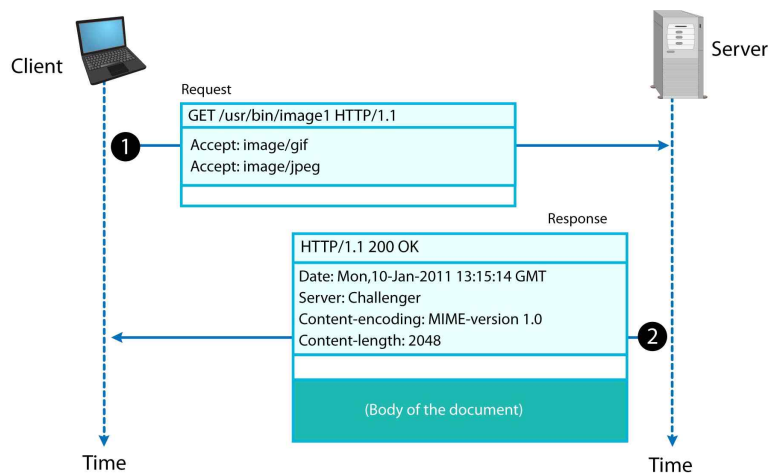 Client
Server
Request
GET /usr/bin/image1 HTTP/1.1
1
Accept: image/gif
Accept: image/jpeg
Response
HTTP/1.1 200 OK
Date: Mon,10-Jan-2011 13:15:14 GMT
Server: Challenger
Content-encoding: MIME-version 1.0
Content-length: 2048
2
(Body of the document)
Time
Time